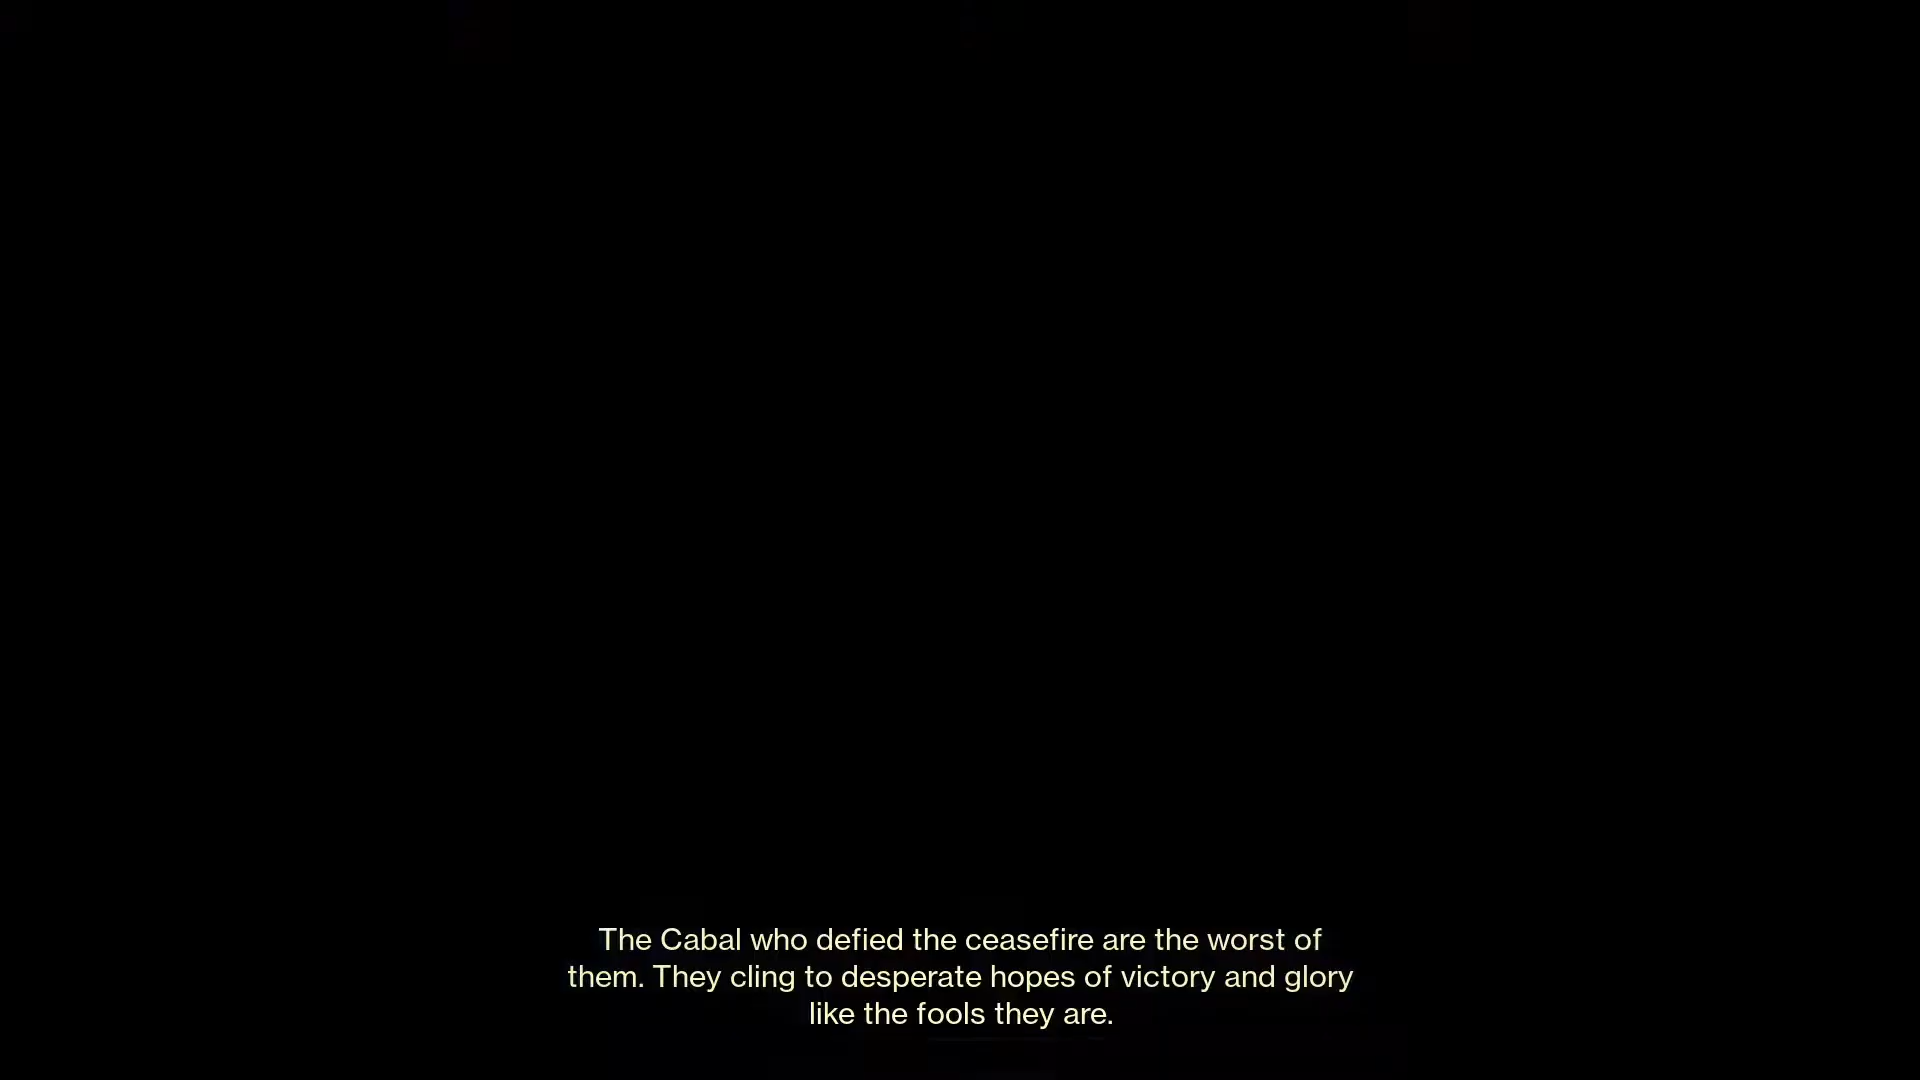 The Cabal who defied the ceasefire are the worst of
them. They cling to desperate hopes of victory and glory
like the fools they are.